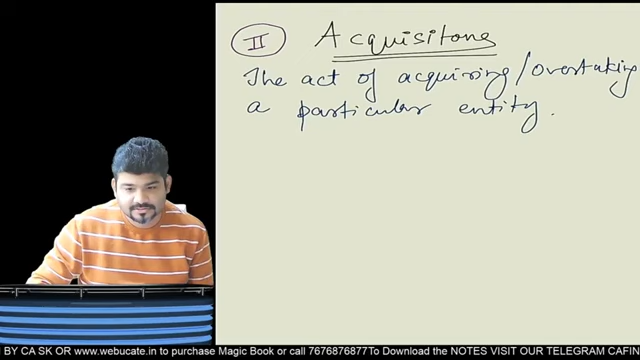 II Acquisitons
The act of acquiring/overtaking
a particular entity.
BY CA SK OR www.webucate.in to purchase Magic Book or call 7676876877To Download the NOTES VISIT OUR TELEGRAM CAFIN